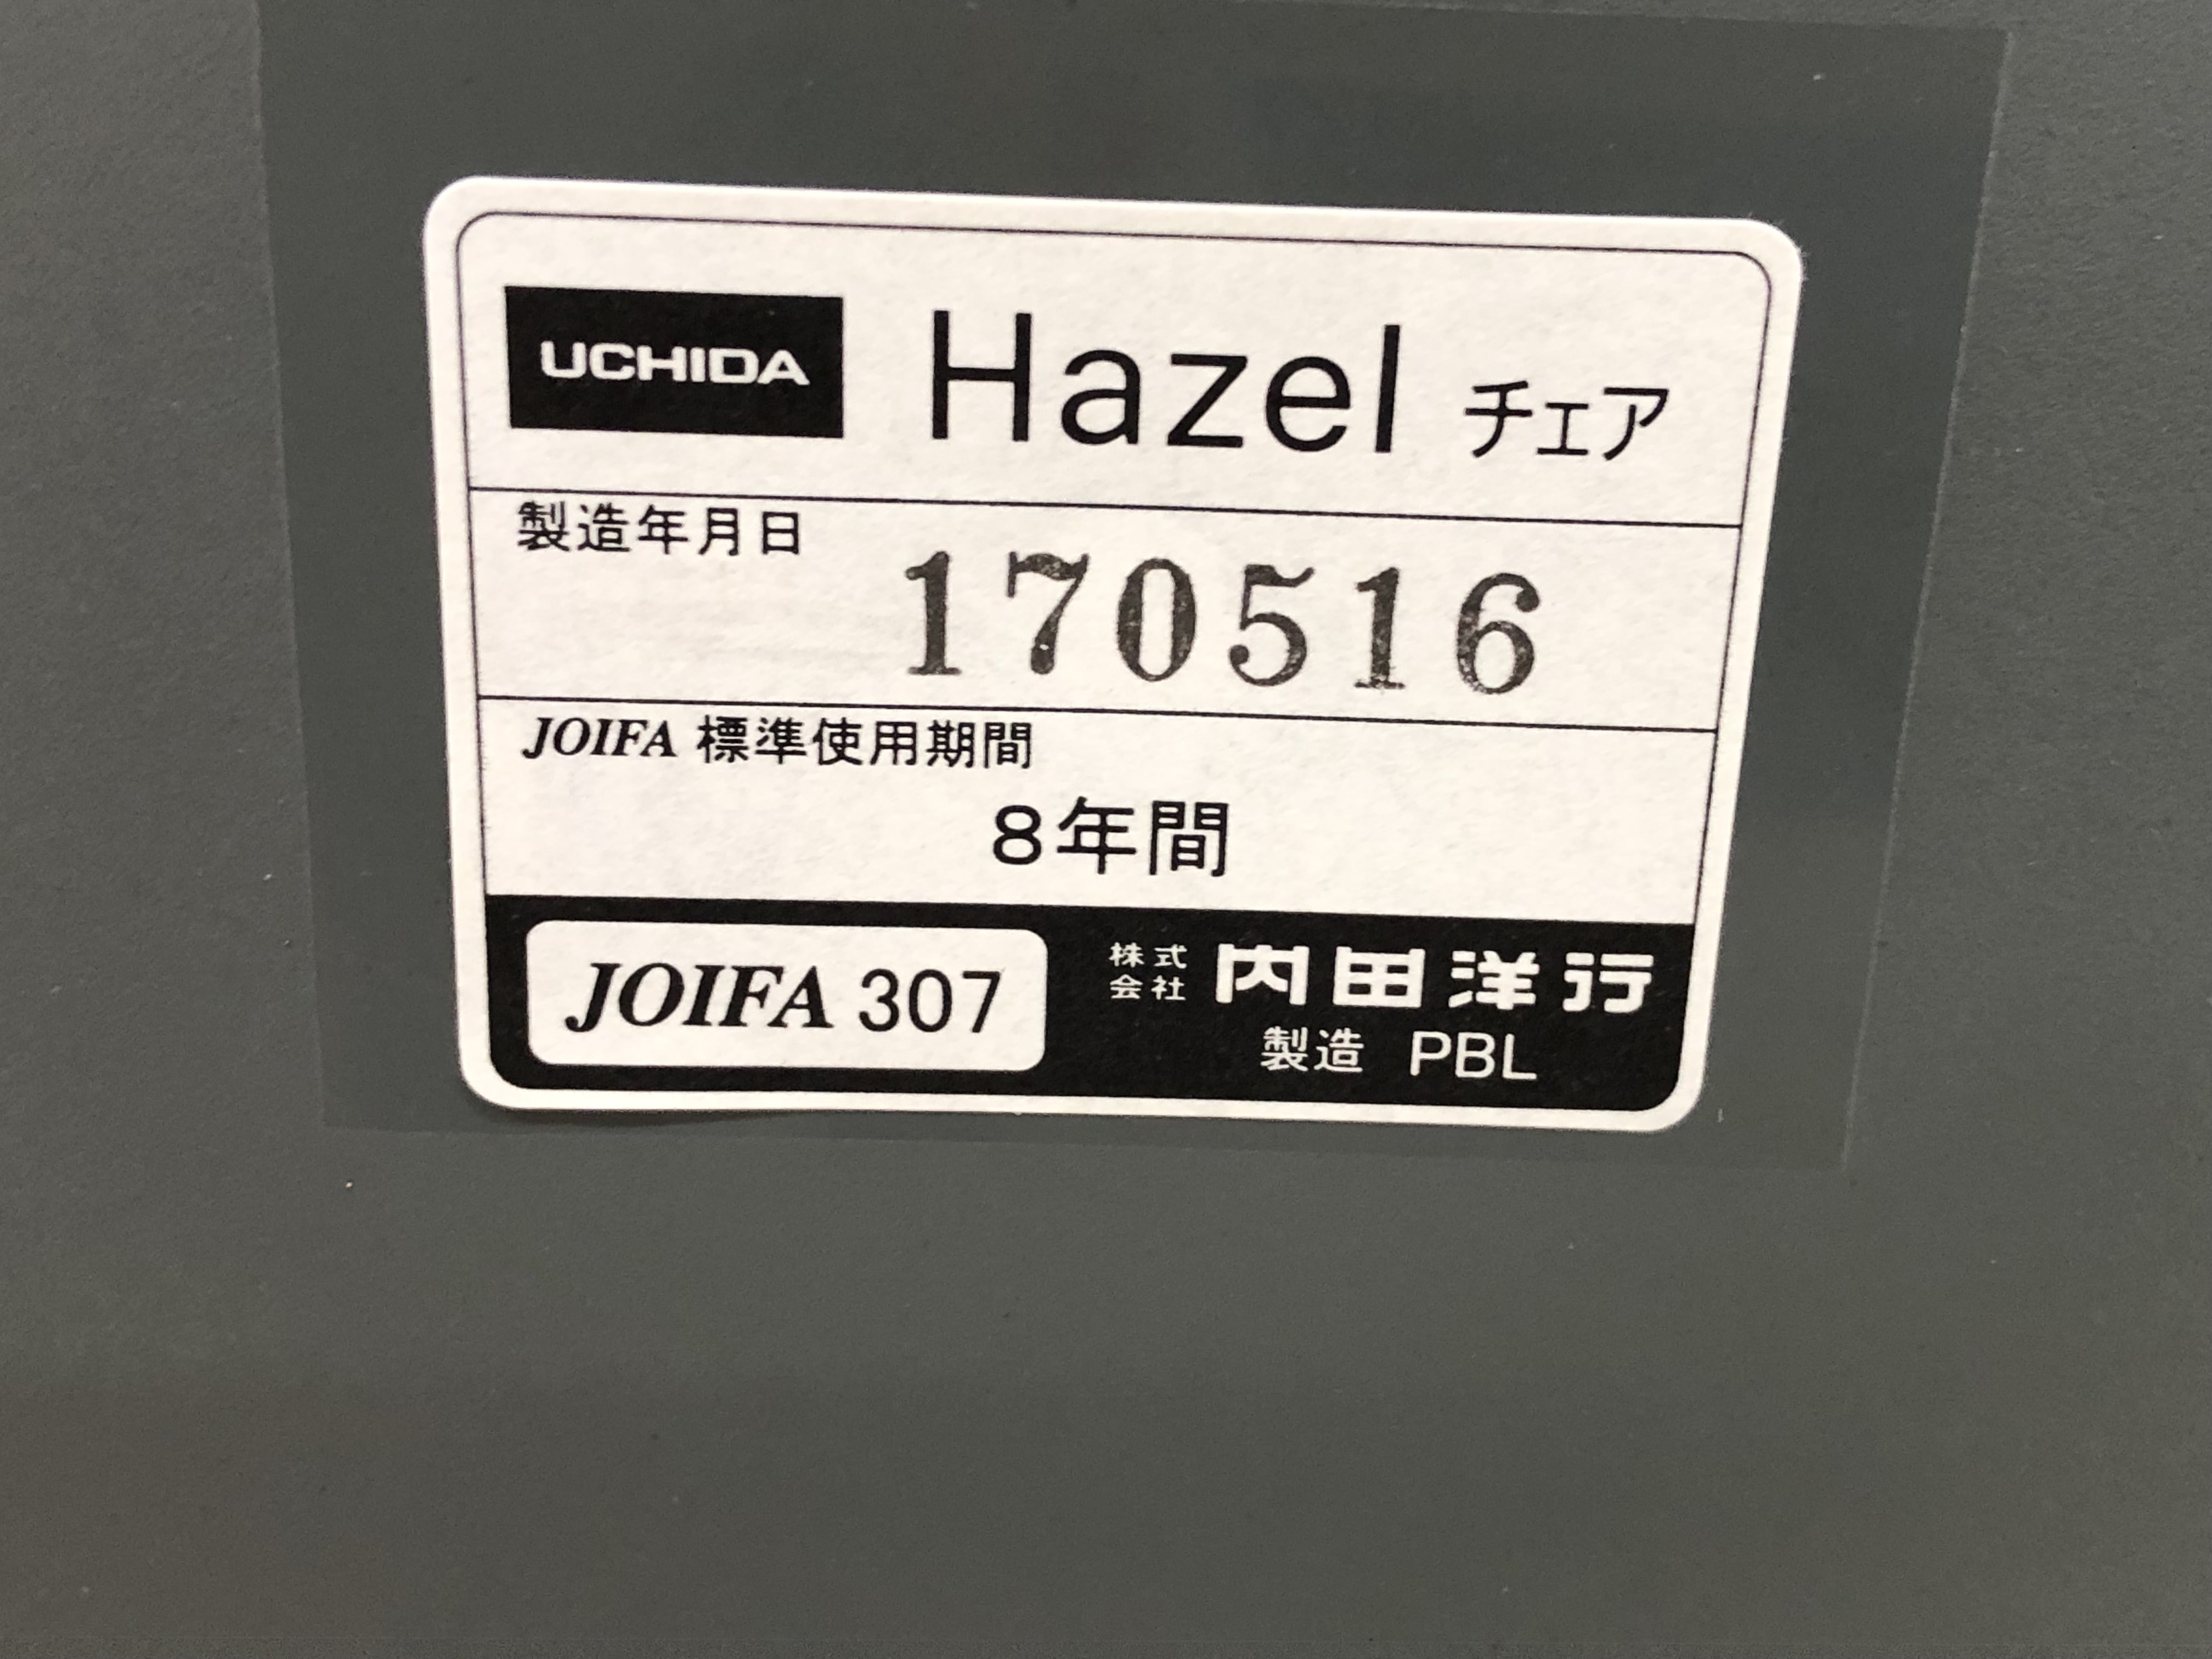 UCHIDA Hazel チェア
製造年月日
170516
JOIFA 標準使用期間
8年間
JOIFA 307
株式会社 内田洋行
製造 PBL